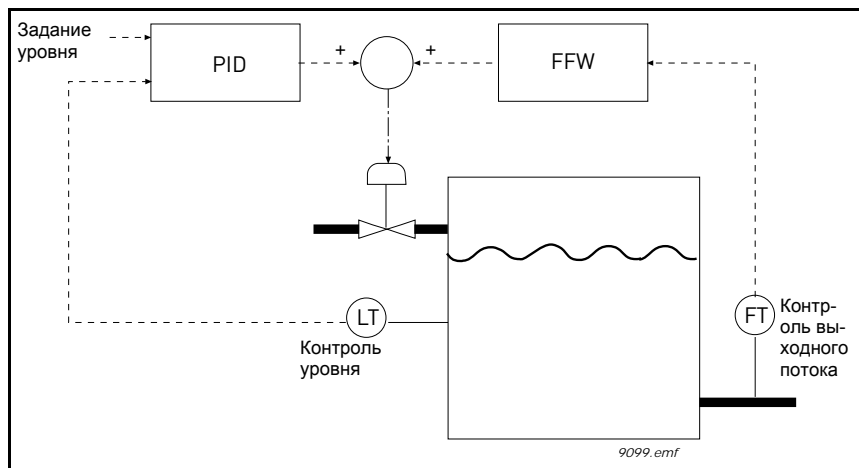 Задание
уровня
PID
+
+
FFW
LT
Контроль
уровня
FT
Контр-
оль вы-
ходного
потока
9099.emf